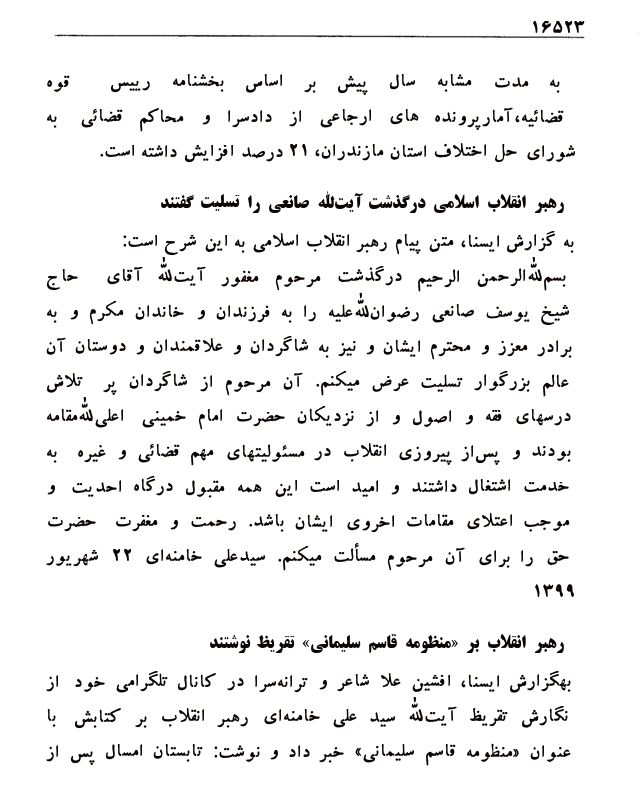 ۱۶۵۲۳
به مدت مشابه سال پیش بر اساس بخشنامه رییس قوه
قضائیه،آمارپرونده های ارجاعی از دادسرا و محاکم قضائی به
شورای حل اختلاف استان مازندران، ۲۱ درصد افزایش داشته است.
رهبر انقلاب اسلامی درگذشت آیت‌الله صانعی را تسلیت گفتند
به گزارش ایسنا، متن پیام رهبر انقلاب اسلامی به این شرح است:
بسم‌الله‌الرحمن الرحیم درگذشت مرحوم مغفور آیت‌الله آقای حاج
شیخ یوسف صانعی رضوان‌الله‌علیه را به فرزندان و خاندان مکرم و به
برادر معزز و محترم ایشان و نیز به شاگردان و علاقمندان و دوستان آن
عالم بزرگوار تسلیت عرض میکنم. آن مرحوم از شاگردان پر تلاش
درسهای فقه و اصول و از نزدیکان حضرت امام خمینی اعلی‌الله‌مقامه
بودند و پس‌از پیروزی انقلاب در مسئولیتهای مهم قضائی و غیره به
خدمت اشتغال داشتند و امید است این همه مقبول درگاه احدیت و
موجب اعتلای مقامات اخروی ایشان باشد. رحمت و مغفرت حضرت
حق را برای آن مرحوم مسألت میکنم. سیدعلی خامنه‌ای ۲۲ شهریور
۱۳۹۹
رهبر انقلاب بر «منظومه قاسم سلیمانی» تقریظ نوشتند
بهگزارش ایسنا، افشین علا شاعر و ترانه‌سرا در کانال تلگرامی خود از
نگارش تقریظ آیت‌الله سید علی خامنه‌ای رهبر انقلاب بر کتابش با
عنوان «منظومه قاسم سلیمانی» خبر داد و نوشت: تابستان امسال پس از